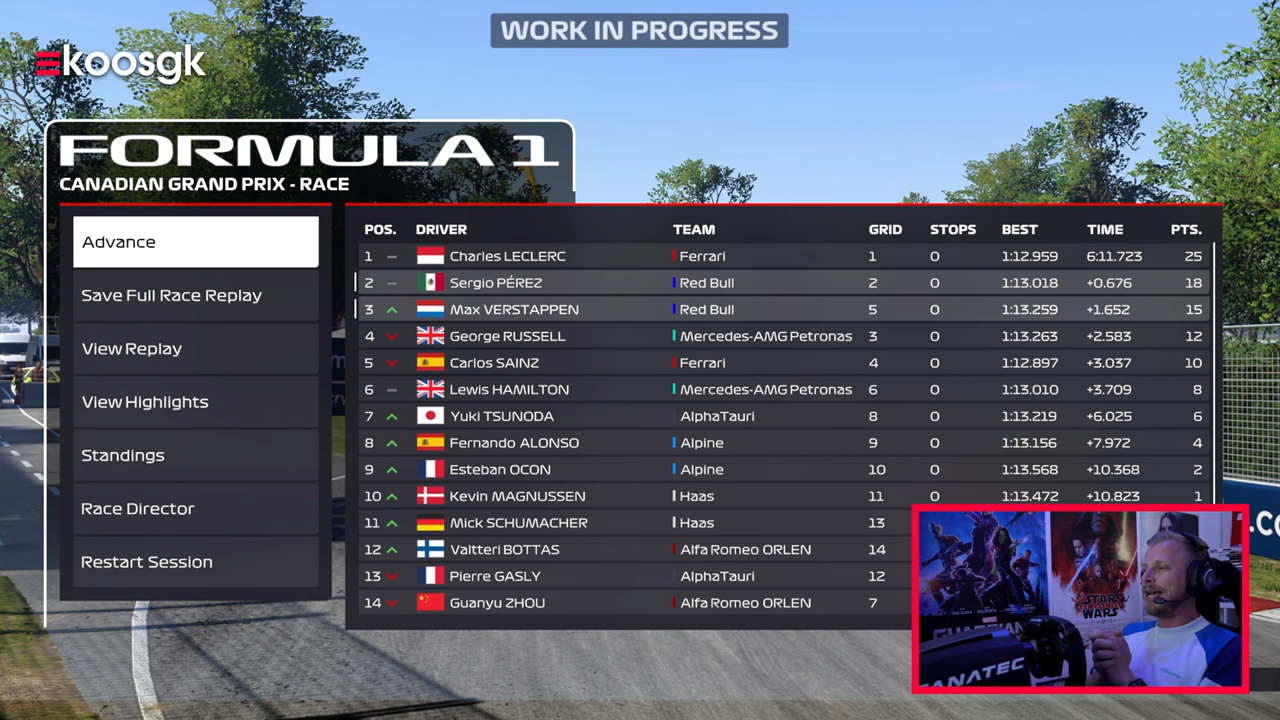 WORK IN PROGRESS
koosgk
FORMULA 1
CANADIAN GRAND PRIX - RACE
Advance
Save Full Race Replay
View Replay
View Highlights
Standings
Race Director
Restart Session
POS. DRIVER TEAM GRID STOPS BEST TIME PTS.
1 – Charles LECLERC Ferrari 1 0 1:12.959 6:11.723 25
2 – Sergio PÉREZ Red Bull 2 0 1:13.018 +0.676 18
3 Max VERSTAPPEN Red Bull 5 0 1:13.259 +1.652 15
4 George RUSSELL Mercedes-AMG Petronas 3 0 1:13.263 +2.583 12
5 Carlos SAINZ Ferrari 4 0 1:12.897 +3.037 10
6 – Lewis HAMILTON Mercedes-AMG Petronas 6 0 1:13.010 +3.709 8
7 Yuki TSUNODA AlphaTauri 8 0 1:13.219 +6.025 6
8 Fernando ALONSO Alpine 9 0 1:13.156 +7.972 4
9 Esteban OCON Alpine 10 0 1:13.568 +10.368 2
10 Kevin MAGNUSSEN Haas 11 0 1:13.472 +10.823 1
11 Mick SCHUMACHER Haas 13
12 Valtteri BOTTAS Alfa Romeo ORLEN 14
13 Pierre GASLY AlphaTauri 12
14 Guanyu ZHOU Alfa Romeo ORLEN 7
MARVEL
STAR
WARS
FANATEC